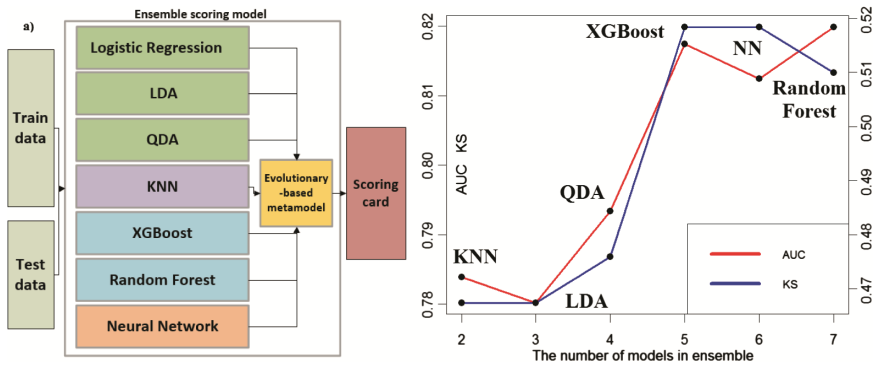 a)
Ensemble scoring model
Train
data
Test
data
Logistic Regression
LDA
QDA
KNN
XGBoost
Random Forest
Neural Network
Evolutionary
-based
metamodel
Scoring
card
0.82
0.81
0.80
0.79
0.78
AUC KS
0.52
0.51
0.50
0.49
0.48
0.47
KNN
LDA
QDA
XGBoost
NN
Random
Forest
AUC
KS
2
3
4
5
6
7
The number of models in ensemble